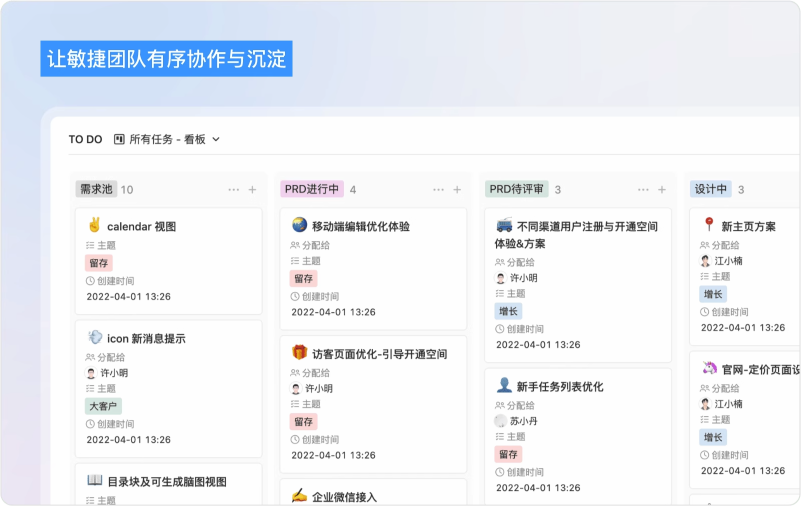 让敏捷团队有序协作与沉淀
TO DO 所有任务 - 看板
需求池 10
calendar 视图
主题
留存
创建时间
2022-04-01 13:26
icon 新消息提示
分配给
许小明
主题
大客户
创建时间
2022-04-01 13:26
目录块及可生成脑图视图
主题
PRD进行中 4
移动端编辑优化体验
分配给
主题
留存
创建时间
2022-04-01 13:26
访客页面优化-引导开通空间
分配给
许小明
主题
留存
创建时间
2022-04-01 13:26
企业微信接入
PRD待评审 3
不同渠道用户注册与开通空间
体验&方案
分配给
许小明
主题
增长
创建时间
2022-04-01 13:26
新手任务列表优化
分配给
苏小丹
主题
留存
创建时间
2022-04-01 13:26
设计中 3
新主页方案
分配给
江小楠
主题
增长
创建时间
2022-04-01 13:26
官网-定价页面设
分配给
江小楠
主题
增长
创建时间
2022-04-01 13:26